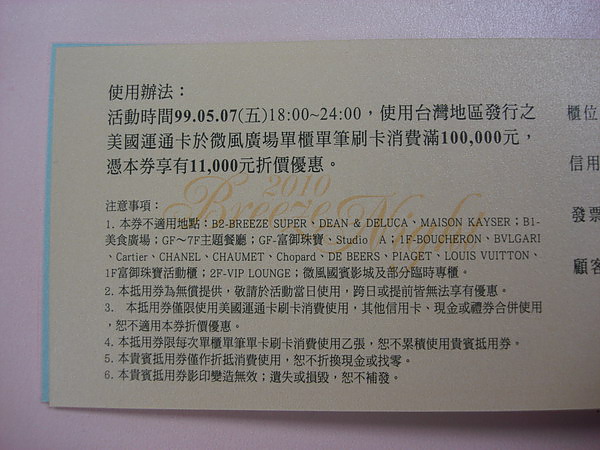 使用辦法：
活動時間99.05.07(五)18:00~24:00，使用台灣地區發行之
美國運通卡於微風廣場單櫃單筆刷卡消費滿100,000元，
憑本券享有11,000元折價優惠。
2010
Breeze Night
注意事項：
1. 本券不適用地點：B2-BREEZE SUPER、DEAN & DELUCA、MAISON KAYSER；B1-
美食廣場；GF～7F主題餐廳；GF-富御珠寶、Studio A；1F-BOUCHERON、BVLGARI
、Cartier、CHANEL、CHAUMET、Chopard、DE BEERS、PIAGET、LOUIS VUITTON、
1F富御珠寶活動櫃；2F-VIP LOUNGE；微風國賓影城及部分臨時專櫃。
2. 本抵用券為無償提供，敬請於活動當日使用，跨日或提前皆無法享有優惠。
3. 本抵用券僅限使用美國運通卡刷卡消費使用，其他信用卡、現金或禮券合併使用
，恕不適用本券折價優惠。
4. 本抵用券限每次單櫃單筆單卡刷卡消費使用乙張，恕不累積使用貴賓抵用券。
5. 本貴賓抵用券僅作折抵消費使用，恕不折換現金或找零。
6. 本貴賓抵用券影印變造無效；遺失或損毀，恕不補發。
櫃位
信用
發票
顧客